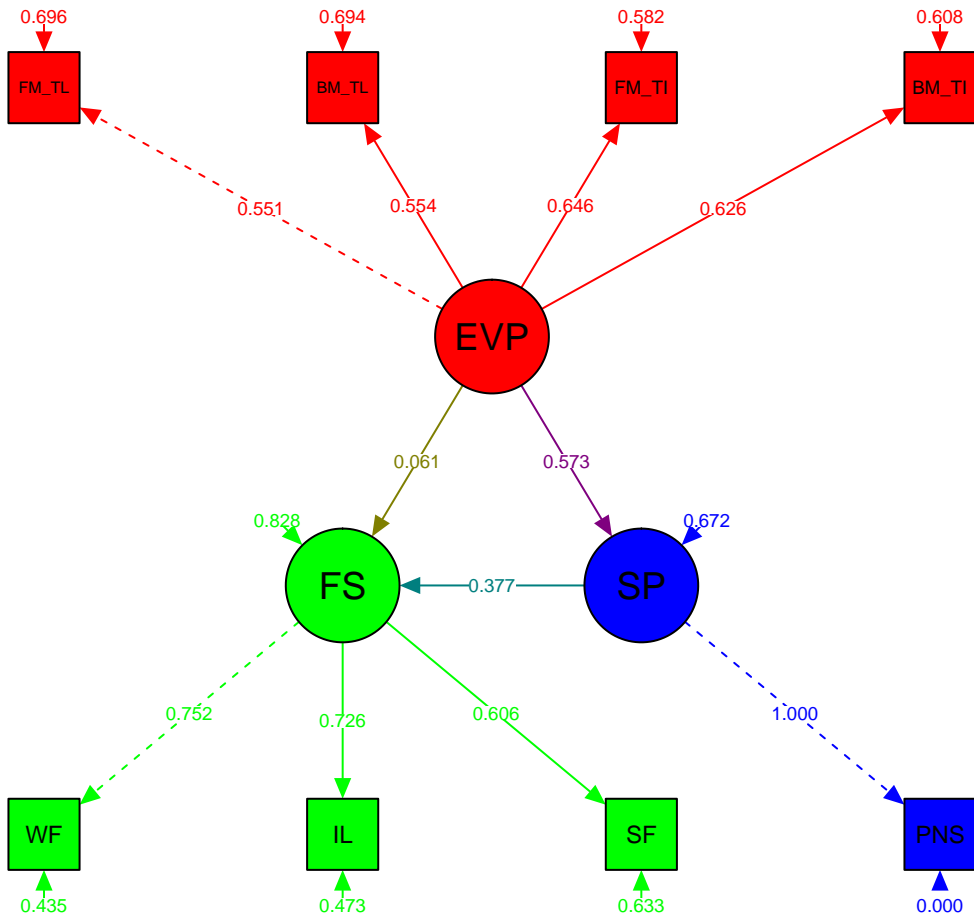 0.696 0.694 0.582 0.608
FM_TL BM_TL FM_TI BM_TI
0.551 0.554 0.646 0.626
EVP
0.061 0.573
0.828 0.672
FS 0.377 SP
0.752 0.726 0.606 1.000
WF IL SF PNS
0.435 0.473 0.633 0.000